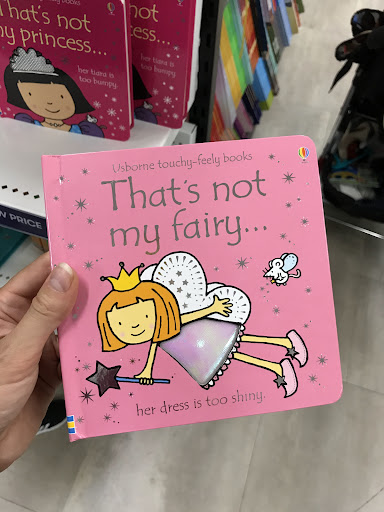 That's not
my princess...
her tiara is
too bumpy.
Usborne touchy-feely books
That's not
my fairy...
her dress is too shiny.
W PRICE